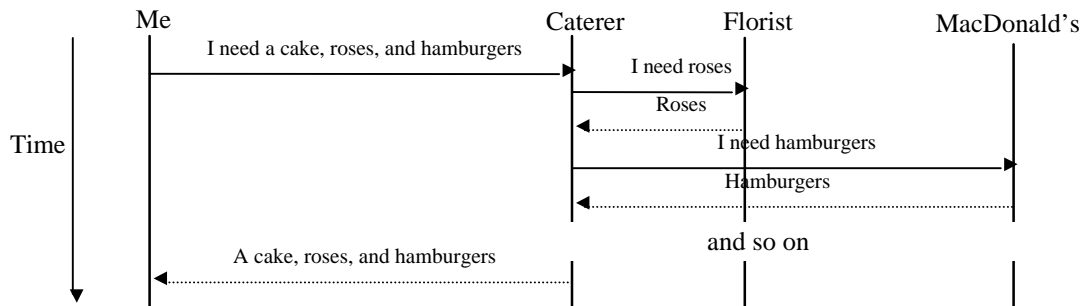 Me
Caterer
Florist
MacDonald's
I need a cake, roses, and hamburgers
I need roses
Roses
Time
I need hamburgers
Hamburgers
and so on
A cake, roses, and hamburgers